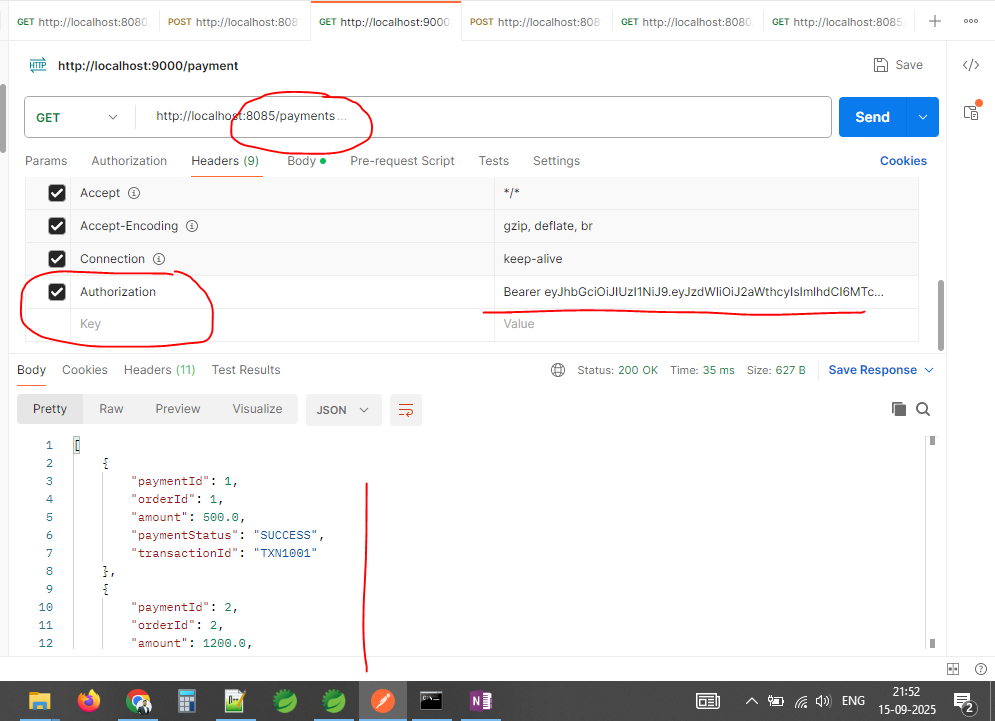 GET http://localhost:8080 POST http://localhost:808 GET http://localhost:9000 POST http://localhost:808 GET http://localhost:8080 GET http://localhost:8085
HTTP http://localhost:9000/payment Save
GET http://localhost:8085/payments... Send
Params Authorization Headers (9) Body Pre-request Script Tests Settings Cookies
Accept */*
Accept-Encoding gzip, deflate, br
Connection keep-alive
Authorization Bearer eyJhbGciOiJIUzI1NiJ9.eyJzdWIiOiJ2aWthcyIsImlhdCI6MTc...
Key Value
Body Cookies Headers (11) Test Results Status: 200 OK Time: 35 ms Size: 627 B Save Response
Pretty Raw Preview Visualize JSON
1 [
2 {
3 "paymentId": 1,
4 "orderId": 1,
5 "amount": 500.0,
6 "paymentStatus": "SUCCESS",
7 "transactionId": "TXN1001"
8 },
9 {
10 "paymentId": 2,
11 "orderId": 2,
12 "amount": 1200.0,
ENG 21:52
15-09-2025 2